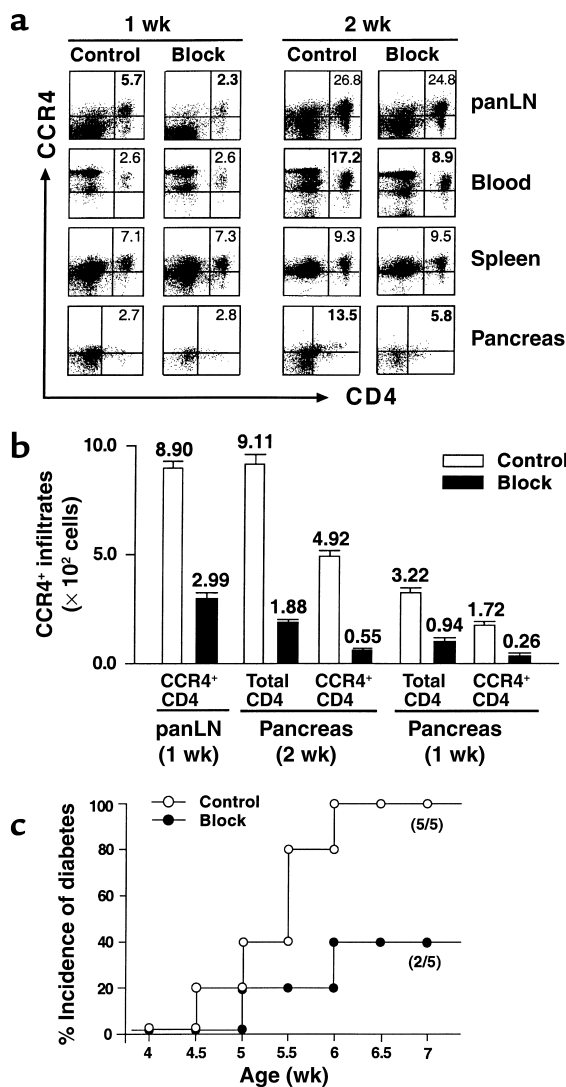 a
1 wk 2 wk
Control Block Control Block
CCR4
5.7 2.3 26.8 24.8 panLN
2.6 2.6 17.2 8.9 Blood
7.1 7.3 9.3 9.5 Spleen
2.7 2.8 13.5 5.8 Pancreas
CD4
b
CCR4+ infiltrates
(× 10² cells)
10.0
5.0
0.0
Control
Block
8.90 2.99 9.11 1.88 4.92 0.55 3.22 0.94 1.72 0.26
CCR4+ Total CCR4+ Total CCR4+
CD4 CD4 CD4 CD4 CD4
panLN Pancreas Pancreas
(1 wk) (2 wk) (1 wk)
c
% Incidence of diabetes
Control
Block
100
80
60
40
20
0
(5/5)
(2/5)
4 4.5 5 5.5 6 6.5 7
Age (wk)